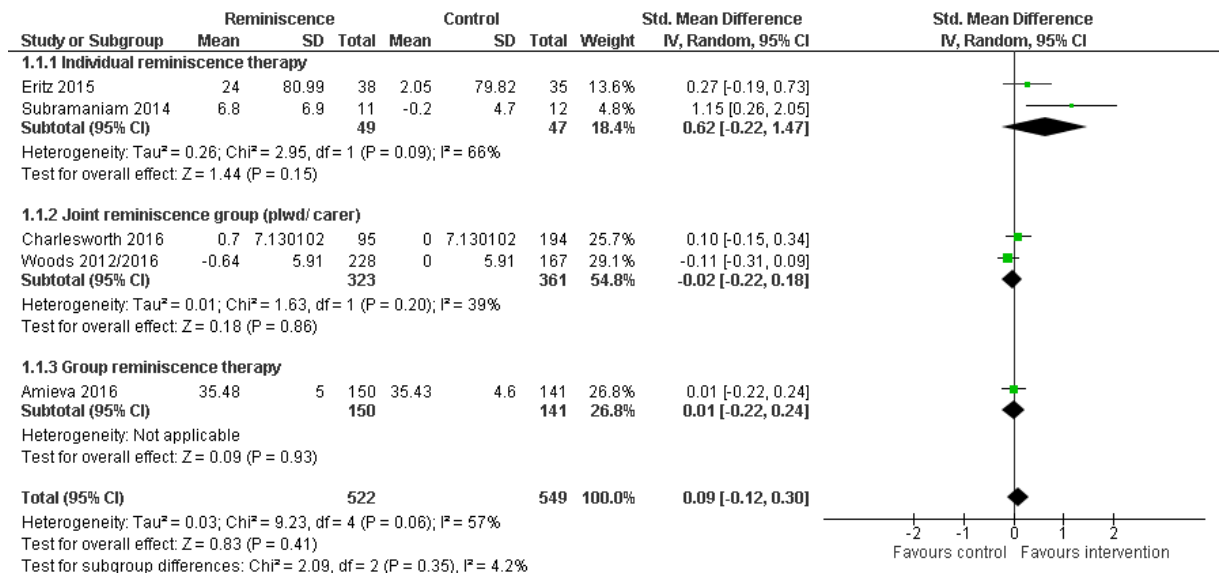 Reminiscence Control Std. Mean Difference Std. Mean Difference
Study or Subgroup Mean SD Total Mean SD Total Weight IV, Random, 95% CI IV, Random, 95% CI
1.1.1 Individual reminiscence therapy
Eritz 2015 24 80.99 38 2.05 79.82 35 13.6% 0.27 [-0.19, 0.73]
Subramaniam 2014 6.8 6.9 11 -0.2 4.7 12 4.8% 1.15 [0.26, 2.05]
Subtotal (95% CI) 49 47 18.4% 0.62 [-0.22, 1.47]
Heterogeneity: Tau² = 0.26; Chi² = 2.95, df = 1 (P = 0.09); I² = 66%
Test for overall effect: Z = 1.44 (P = 0.15)
1.1.2 Joint reminiscence group (plwd/ carer)
Charlesworth 2016 0.7 7.130102 95 0 7.130102 194 25.7% 0.10 [-0.15, 0.34]
Woods 2012/2016 -0.64 5.91 228 0 5.91 167 29.1% -0.11 [-0.31, 0.09]
Subtotal (95% CI) 323 361 54.8% -0.02 [-0.22, 0.18]
Heterogeneity: Tau² = 0.01; Chi² = 1.63, df = 1 (P = 0.20); I² = 39%
Test for overall effect: Z = 0.18 (P = 0.86)
1.1.3 Group reminiscence therapy
Amieva 2016 35.48 5 150 35.43 4.6 141 26.8% 0.01 [-0.22, 0.24]
Subtotal (95% CI) 150 141 26.8% 0.01 [-0.22, 0.24]
Heterogeneity: Not applicable
Test for overall effect: Z = 0.09 (P = 0.93)
Total (95% CI) 522 549 100.0% 0.09 [-0.12, 0.30]
Heterogeneity: Tau² = 0.03; Chi² = 9.23, df = 4 (P = 0.06); I² = 57%
Test for overall effect: Z = 0.83 (P = 0.41)
Test for subgroup differences: Chi² = 2.09, df = 2 (P = 0.35), I² = 4.2%
-2 -1 0 1 2
Favours control Favours intervention